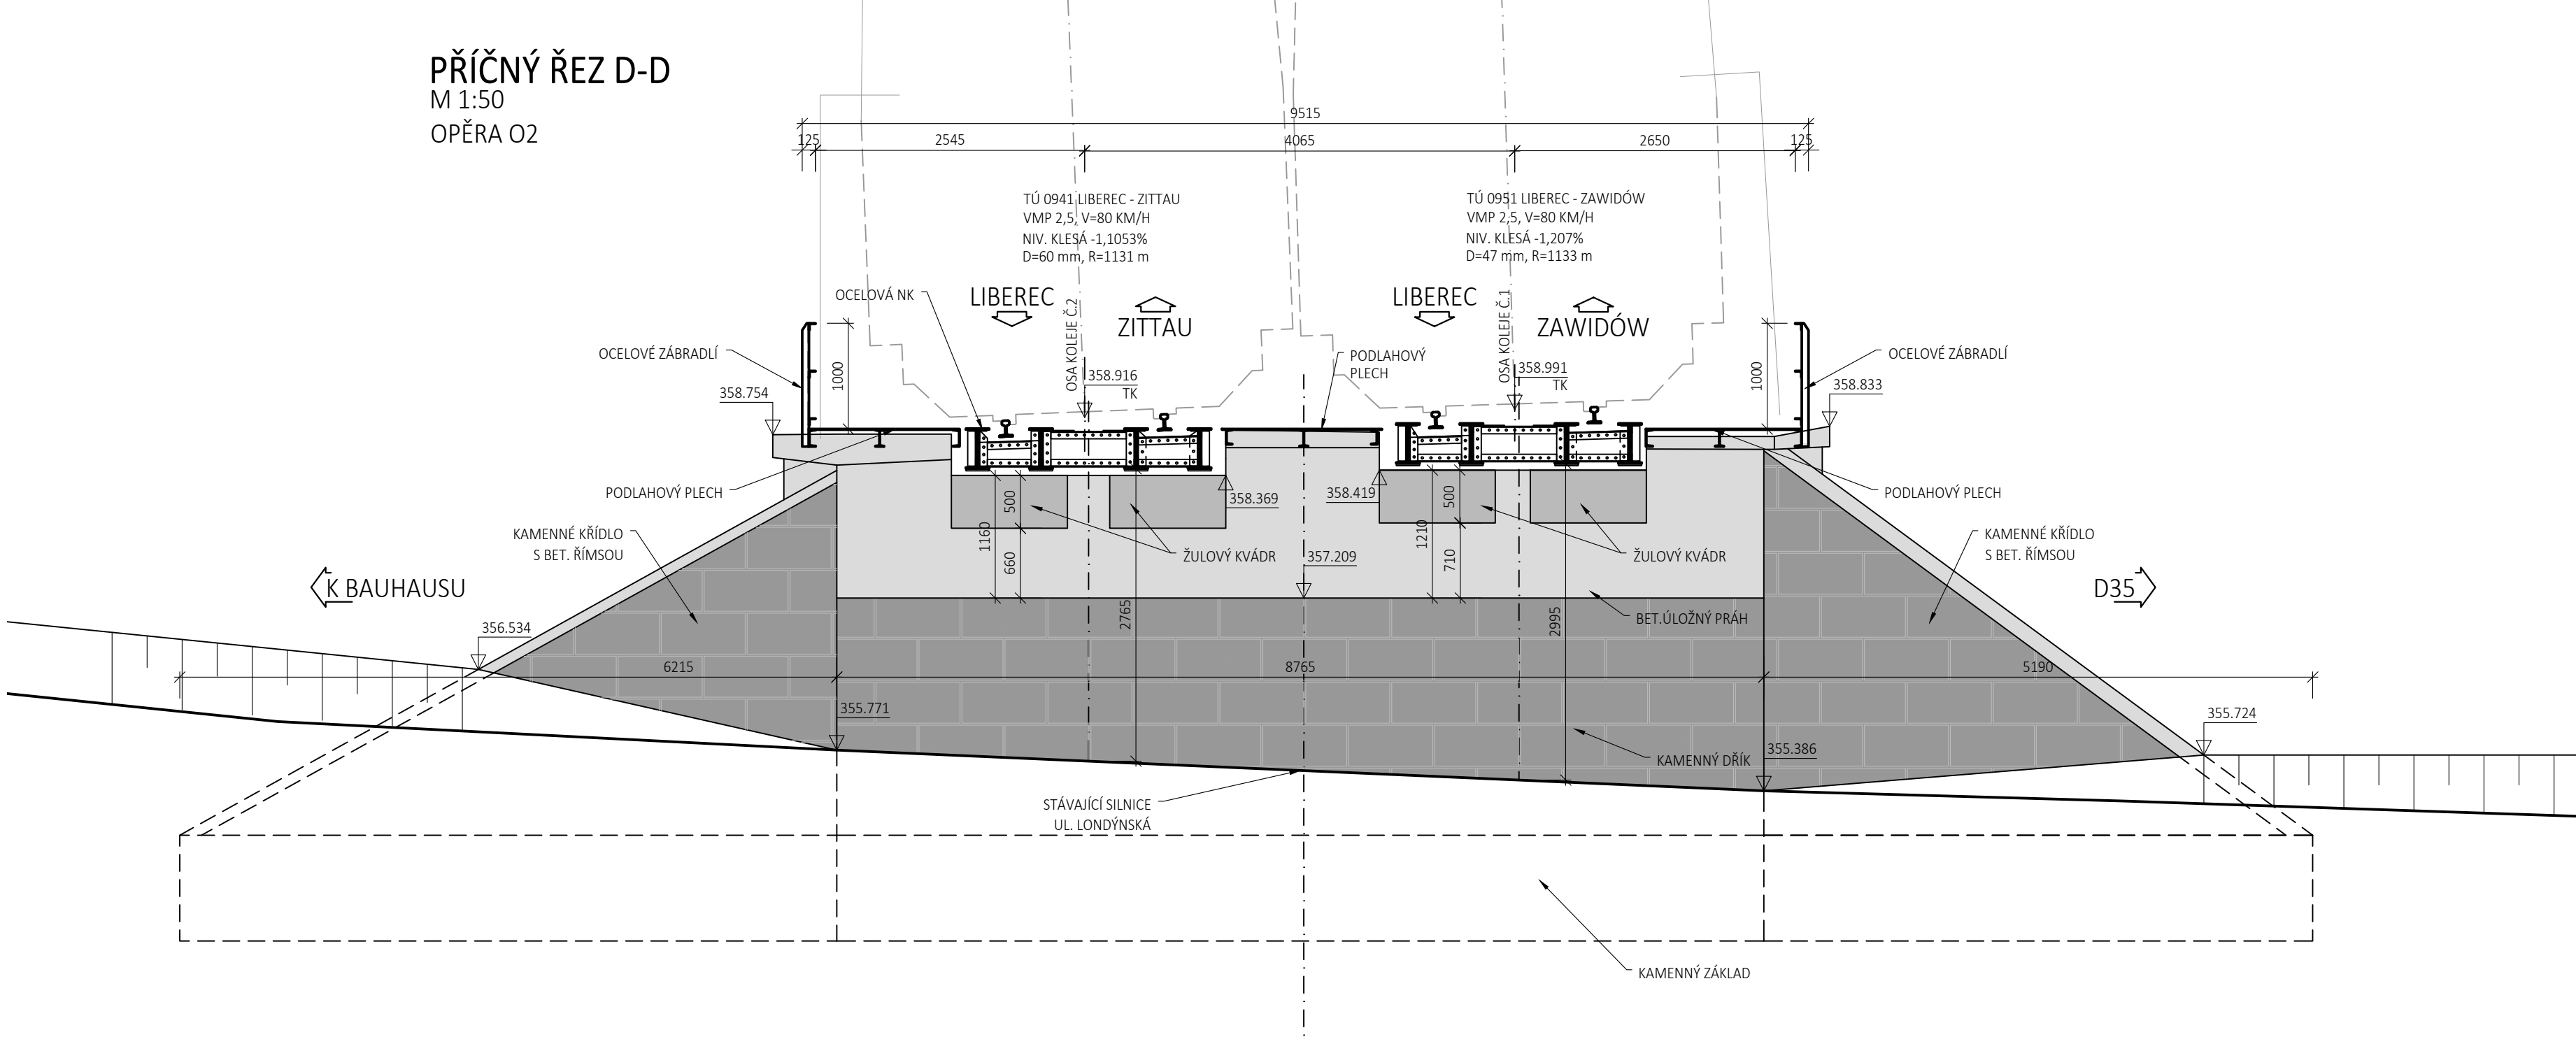 PŘÍČNÝ ŘEZ D-D
M 1:50
OPĚRA O2
9515
125
2545
4065
2650
125
TÚ 0941 LIBEREC - ZITTAU
VMP 2,5, V=80 KM/H
NIV. KLESÁ -1,1053%
D=60 mm, R=1131 m
TÚ 0951 LIBEREC - ZAWIDÓW
VMP 2,5, V=80 KM/H
NIV. KLESÁ -1,207%
D=47 mm, R=1133 m
OCELOVÁ NK
LIBEREC
ZITTAU
OSA KOLEJE Č.2
LIBEREC
ZAWIDÓW
OSA KOLEJE Č.1
OCELOVÉ ZÁBRADLÍ
1000
358.754
358.916
TK
PODLAHOVÝ
PLECH
358.991
TK
1000
OCELOVÉ ZÁBRADLÍ
358.833
PODLAHOVÝ PLECH
500
1160
660
358.369
358.419
500
1210
710
PODLAHOVÝ PLECH
KAMENNÉ KŘÍDLO
S BET. ŘÍMSOU
ŽULOVÝ KVÁDR
357.209
ŽULOVÝ KVÁDR
KAMENNÉ KŘÍDLO
S BET. ŘÍMSOU
K BAUHAUSU
D35
356.534
2765
2995
BET.ÚLOŽNÝ PRÁH
6215
8765
5190
355.771
355.724
355.386
KAMENNÝ DŘÍK
STÁVAJÍCÍ SILNICE
UL. LONDÝNSKÁ
KAMENNÝ ZÁKLAD